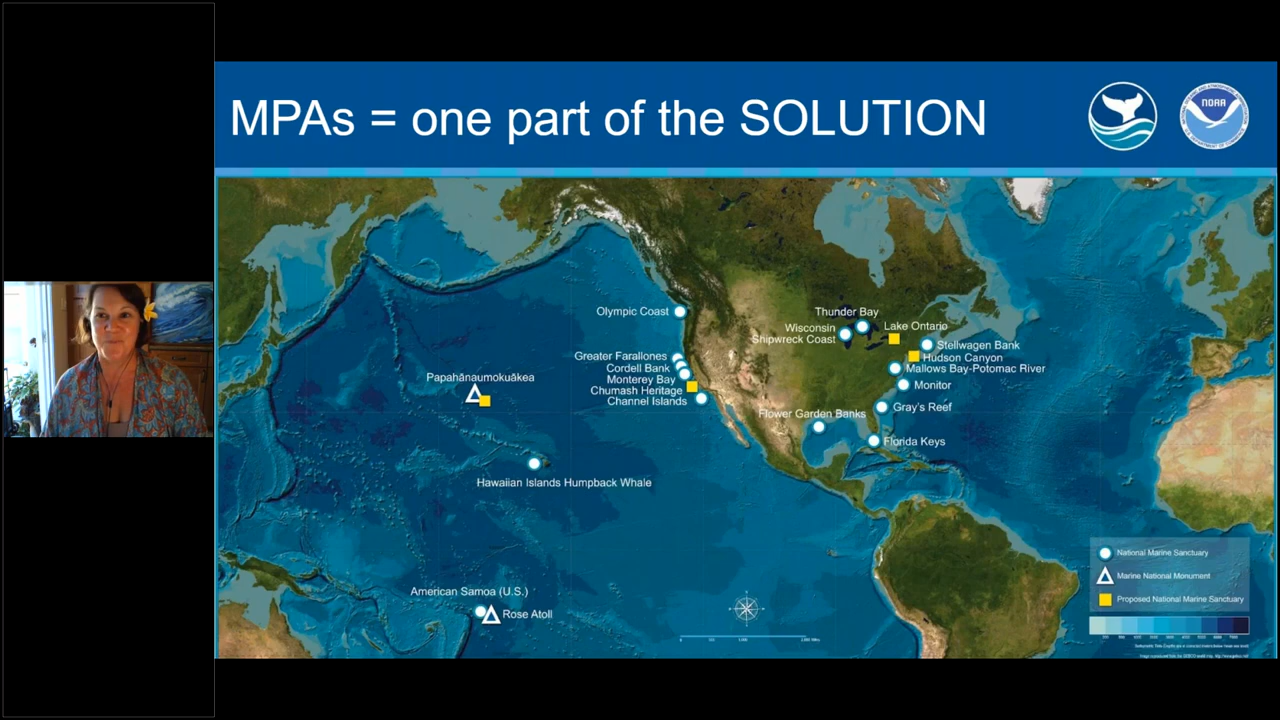 MPAs = one part of the SOLUTION
NOAA
Olympic Coast
Thunder Bay
Wisconsin
Shipwreck Coast
Lake Ontario
Stellwagen Bank
Hudson Canyon
Mallows Bay-Potomac River
Monitor
Gray's Reef
Florida Keys
Flower Garden Banks
Greater Farallones
Cordell Bank
Monterey Bay
Chumash Heritage
Channel Islands
Papahānaumokuākea
Hawaiian Islands Humpback Whale
American Samoa (U.S.)
Rose Atoll
National Marine Sanctuary
Marine National Monument
Proposed National Marine Sanctuary